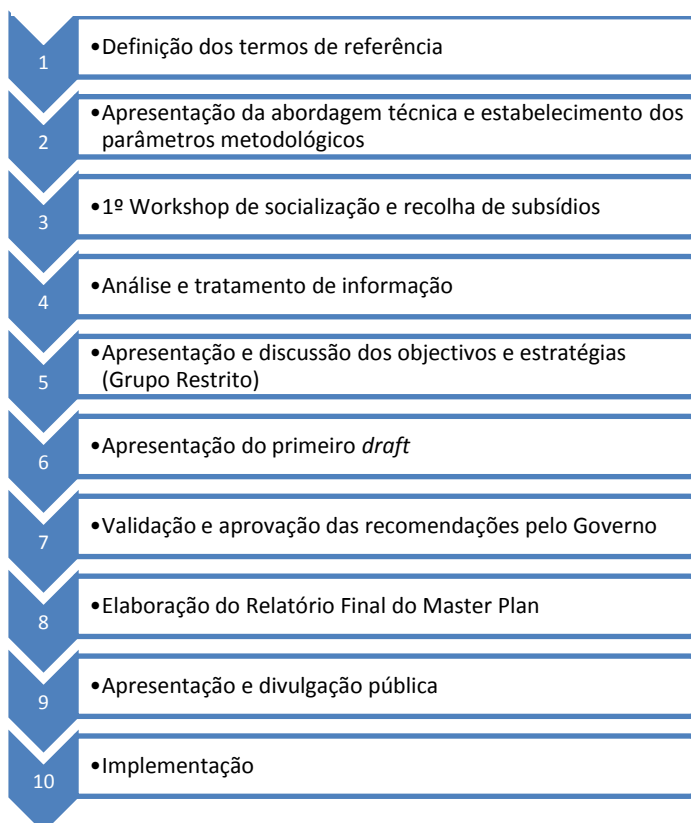 1
•Definição dos termos de referência
2
•Apresentação da abordagem técnica e estabelecimento dos
parâmetros metodológicos
3
•1º Workshop de socialização e recolha de subsídios
4
•Análise e tratamento de informação
5
•Apresentação e discussão dos objectivos e estratégias
(Grupo Restrito)
6
•Apresentação do primeiro draft
7
•Validação e aprovação das recomendações pelo Governo
8
•Elaboração do Relatório Final do Master Plan
9
•Apresentação e divulgação pública
10
•Implementação